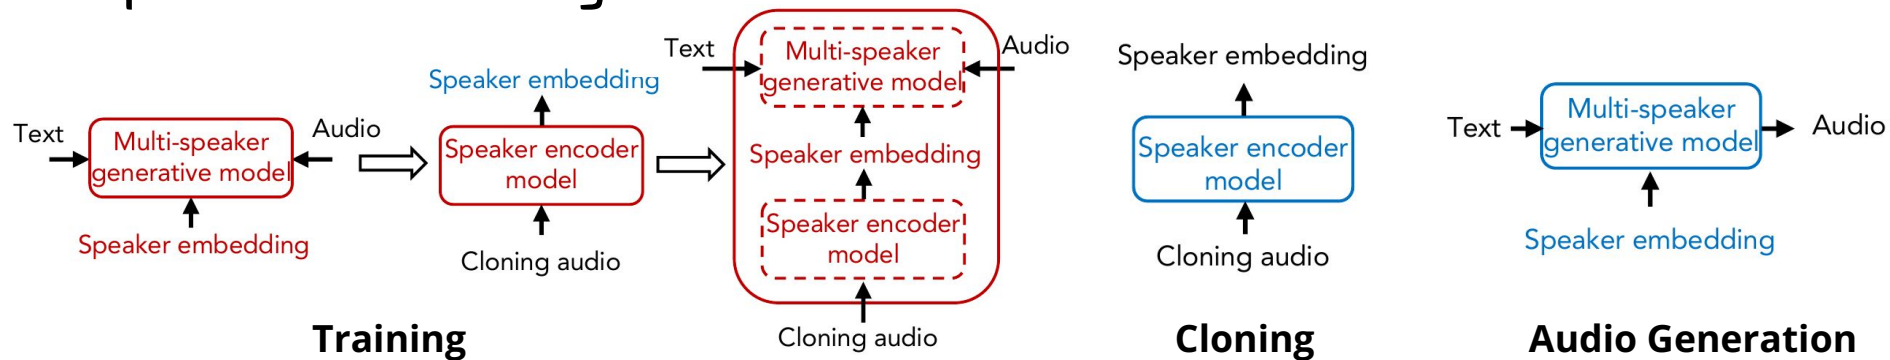 Text
Multi-speaker
generative model
Audio
Speaker embedding
Speaker embedding
Speaker encoder
model
Cloning audio
Text
Multi-speaker
generative model
Audio
Speaker embedding
Speaker encoder
model
Cloning audio
Training
Speaker embedding
Speaker encoder
model
Cloning audio
Cloning
Text
Multi-speaker
generative model
Audio
Speaker embedding
Audio Generation